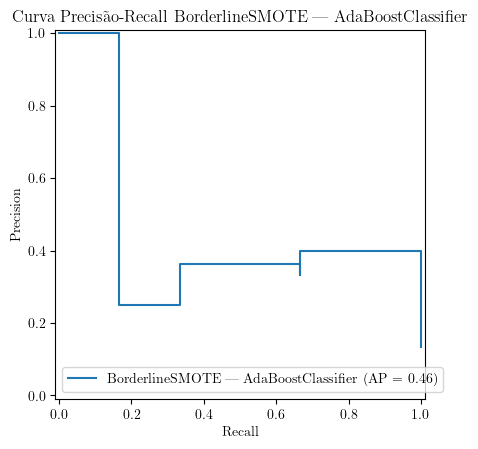 Curva Precisão-Recall BorderlineSMOTE — AdaBoostClassifier
1.0
0.8
0.6
0.4
0.2
0.0
Precision
BorderlineSMOTE — AdaBoostClassifier (AP = 0.46)
0.0 0.2 0.4 0.6 0.8 1.0
Recall